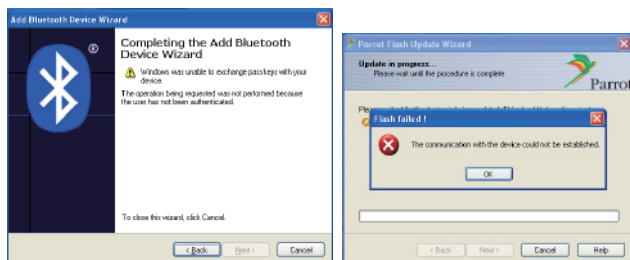 Add Bluetooth Device Wizard
®
Completing the Add Bluetooth
Device Wizard
Windows was unable to exchange passkeys with your
device.
The operation being requested was not performed because
the user has not been authenticated.
To close this wizard, click Cancel.
< Back
Next >
Cancel
Parrot Flash Update Wizard
Update in progress...
Please wait until the procedure is complete
Parrot
Flash failed !
The communication with the device could not be established.
OK
< Back
Next >
Cancel
Help